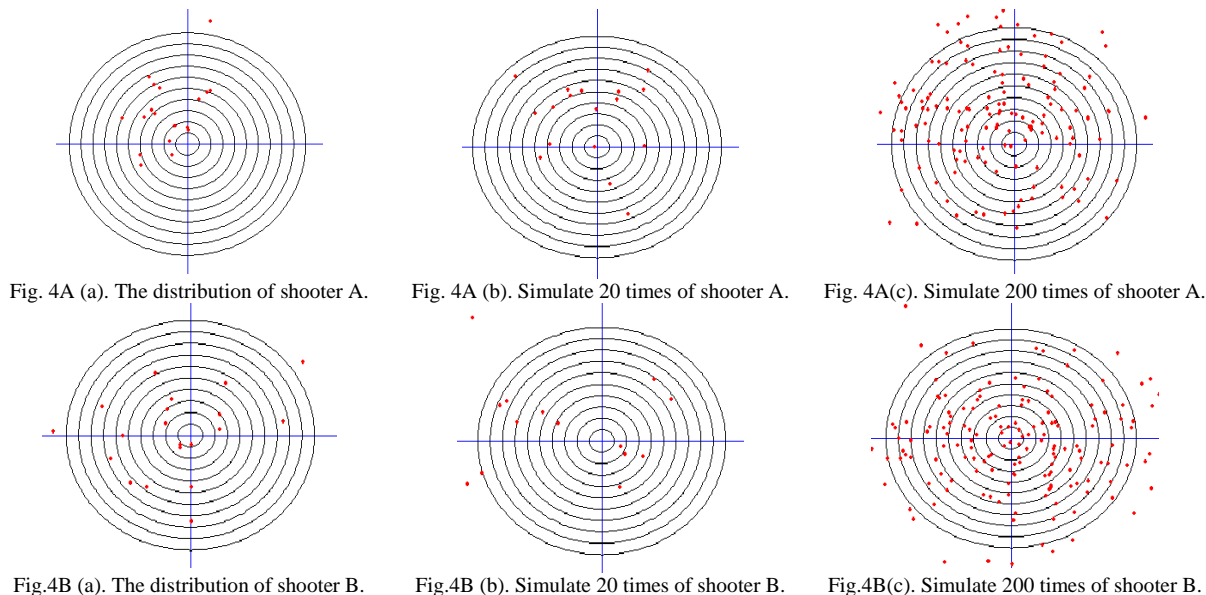 Fig. 4A (a). The distribution of shooter A.
Fig. 4A (b). Simulate 20 times of shooter A.
Fig. 4A(c). Simulate 200 times of shooter A.
Fig.4B (a). The distribution of shooter B.
Fig.4B (b). Simulate 20 times of shooter B.
Fig.4B(c). Simulate 200 times of shooter B.